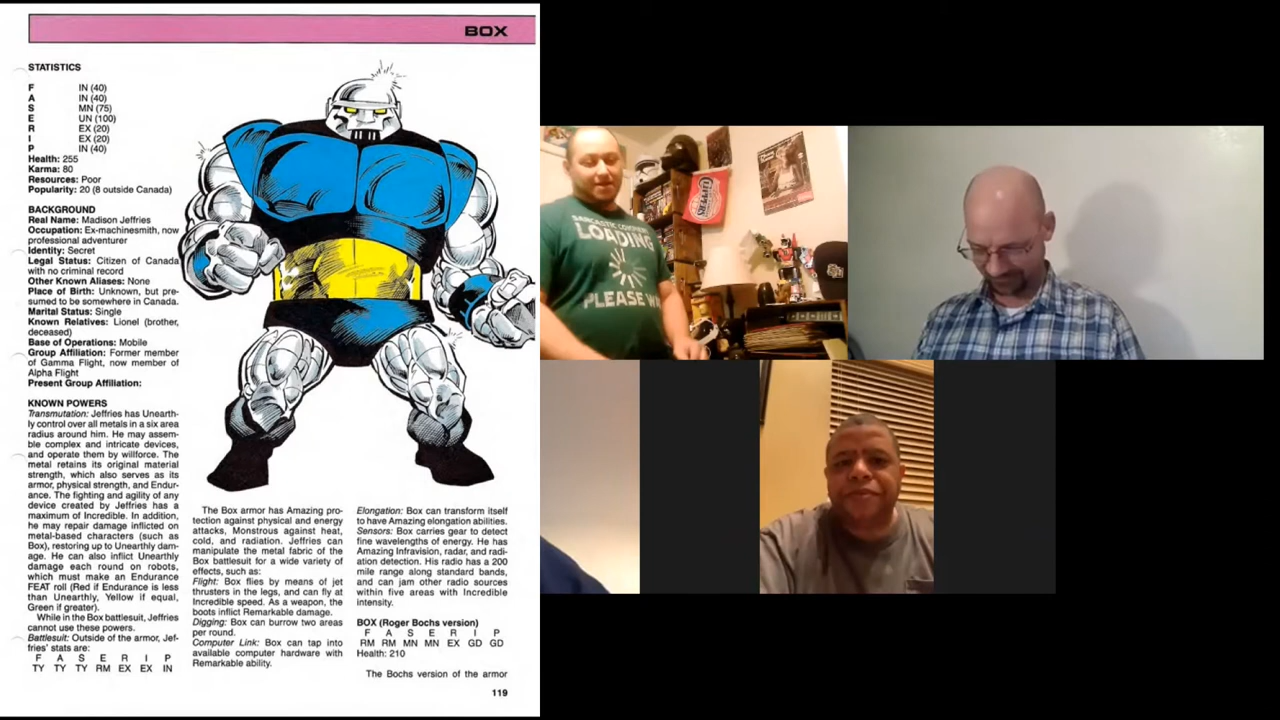 BOX
STATISTICS
F IN (40)
A IN (40)
S MN (75)
E UN (100)
R EX (20)
I EX (20)
P IN (40)
Health: 255
Karma: 80
Resources: Poor
Popularity: 20 (8 outside Canada)
BACKGROUND
Real Name: Madison Jeffries
Occupation: Ex-machinesmith, now
professional adventurer
Identity: Secret
Legal Status: Citizen of Canada
with no criminal record
Other Known Aliases: None
Place of Birth: Unknown, but pre-
sumed to be somewhere in Canada.
Marital Status: Single
Known Relatives: Lionel (brother,
deceased)
Base of Operations: Mobile
Group Affiliation: Former member
of Gamma Flight, now member of
Alpha Flight
Present Group Affiliation:
KNOWN POWERS
Transmutation: Jeffries has Unearth-
ly control over all metals in a six area
radius around him. He may assem-
ble complex and intricate devices,
and operate them by willforce. The
metal retains its original material
strength, which also serves as its
armor, physical strength, and Endur-
ance. The fighting and agility of any
device created by Jeffries has a
maximum of Incredible. In addition,
he may repair damage inflicted on
metal-based characters (such as
Box), restoring up to Unearthly dam-
age. He can also inflict Unearthly
damage each round on robots,
which must make an Endurance
FEAT roll (Red if Endurance is less
than Unearthly, Yellow if equal,
Green if greater).
While in the Box battlesuit, Jeffries
cannot use these powers.
Battlesuit: Outside of the armor, Jef-
fries' stats are:
F A S E R I P
TY TY TY RM EX EX IN
The Box armor has Amazing pro-
tection against physical and energy
attacks, Monstrous against heat,
cold, and radiation. Jeffries can
manipulate the metal fabric of the
Box battlesuit for a wide variety of
effects, such as:
Flight: Box flies by means of jet
thrusters in the legs, and can fly at
Incredible speed. As a weapon, the
boots inflict Remarkable damage.
Digging: Box can burrow two areas
per round.
Computer Link: Box can tap into
available computer hardware with
Remarkable ability.
Elongation: Box can transform itself
to have Amazing elongation abilities.
Sensors: Box carries gear to detect
fine wavelengths of energy. He has
Amazing Infravision, radar, and radi-
ation detection. His radio has a 200
mile range along standard bands,
and can jam other radio sources
within five areas with Incredible
intensity.
BOX (Roger Bochs version)
F A S E R I P
RM RM MN MN EX GD GD
Health: 210
The Bochs version of the armor
119
SARCASTIC COMMENT
LOADING
PLEASE